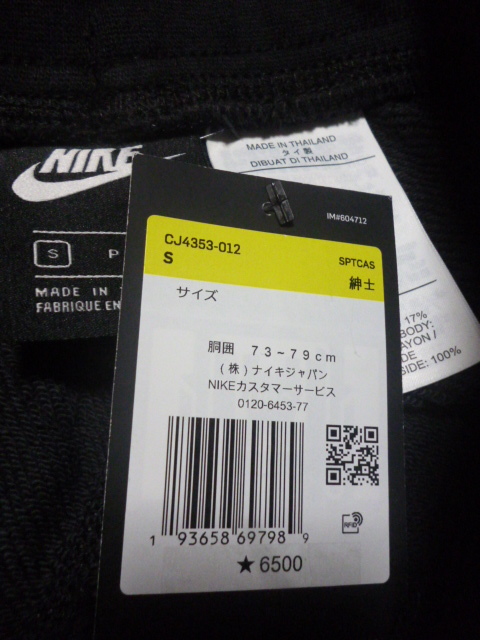 MADE IN THAILAND
タイ製
DIBUAT DI THAILAND
NIKE
S
P
MADE IN
FABRIQUE EN
17%
BODY:
RAYON /
DE
SIDE: 100%
IM#604712
CJ4353-012
S
SPTCAS
紳士
サイズ
胴囲 73~79cm
(株)ナイキジャパン
NIKEカスタマーサービス
0120-6453-77
RFID
1 93658 69798 9
★6500